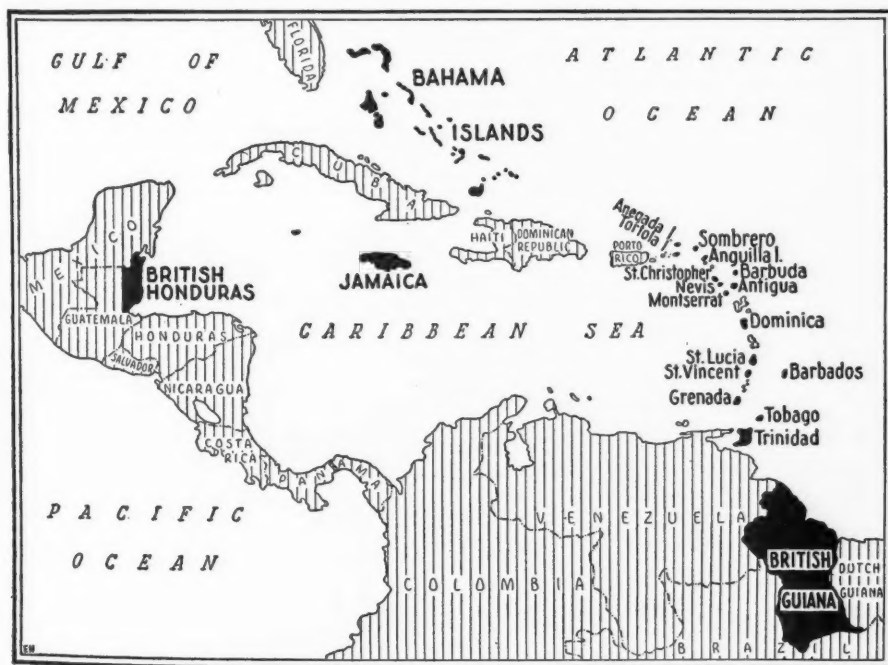 GULF OF
MEXICO
FLORIDA
ATLANTIC
OCEAN
BAHAMA
ISLANDS
CUBA
HAITI
DOMINICAN
REPUBLIC
PORTO
RICO
Anegada
Tortola
Sombrero
Anguilla I.
St. Christopher
Barbuda
Nevis
Antigua
Montserrat
Dominica
MEXICO
BRITISH
HONDURAS
JAMAICA
GUATEMALA
HONDURAS
SALVADOR
NICARAGUA
COSTA
RICA
PANAMA
CARIBBEAN SEA
St. Lucia
St. Vincent
Barbados
Grenada
Tobago
Trinidad
PACIFIC
OCEAN
VENEZUELA
COLOMBIA
BRITISH
GUIANA
DUTCH
GUIANA
BRAZIL
EW